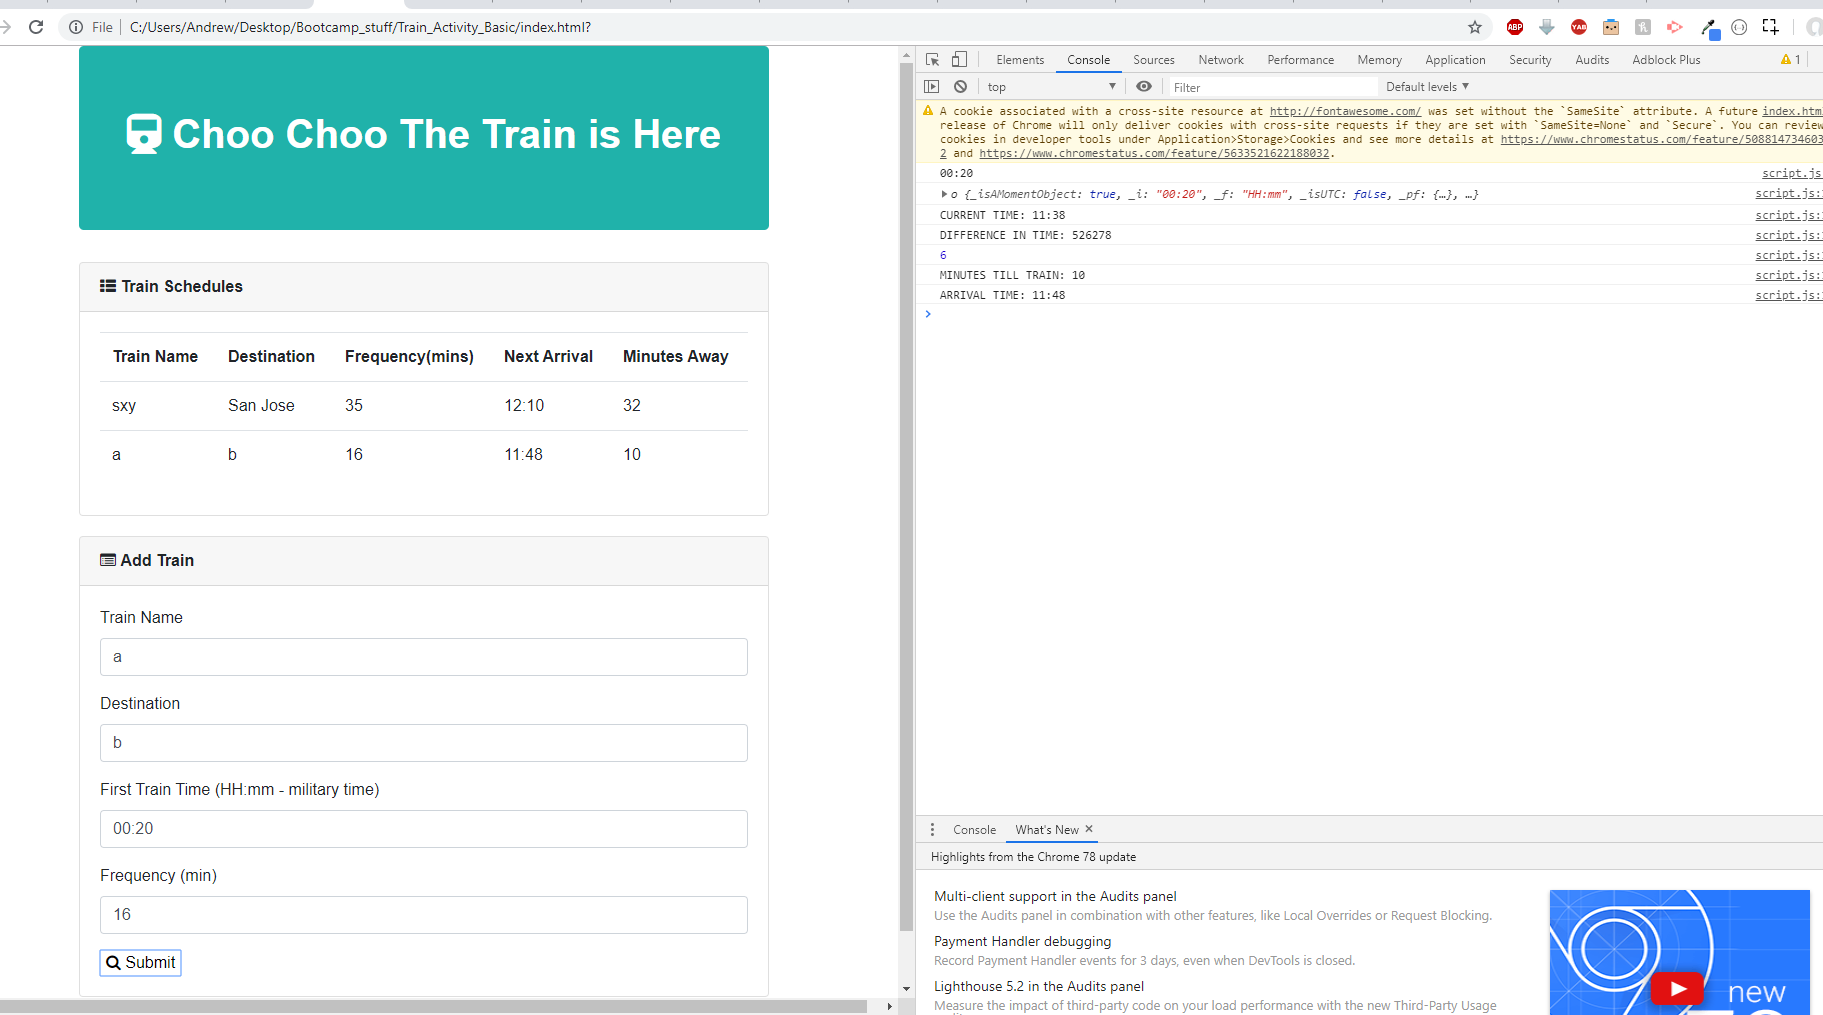 File | C:/Users/Andrew/Desktop/Bootcamp_stuff/Train_Activity_Basic/index.html?
ABP
YAB
Choo Choo The Train is Here
Train Schedules
Train Name Destination Frequency(mins) Next Arrival Minutes Away
sxy San Jose 35 12:10 32
a b 16 11:48 10
Add Train
Train Name
a
Destination
b
First Train Time (HH:mm - military time)
00:20
Frequency (min)
16
Submit
Elements Console Sources Network Performance Memory Application Security Audits Adblock Plus 1
top Filter Default levels
A cookie associated with a cross-site resource at http://fontawesome.com/ was set without the `SameSite` attribute. A future index.htm
release of Chrome will only deliver cookies with cross-site requests if they are set with `SameSite=None` and `Secure`. You can review
cookies in developer tools under Application>Storage>Cookies and see more details at https://www.chromestatus.com/feature/508814734603
2 and https://www.chromestatus.com/feature/5633521622188032.
00:20 script.js
o {_isAMomentObject: true, _i: "00:20", _f: "HH:mm", _isUTC: false, _pf: {…}, …} script.js:
CURRENT TIME: 11:38 script.js:
DIFFERENCE IN TIME: 526278 script.js:
6 script.js:
MINUTES TILL TRAIN: 10 script.js:
ARRIVAL TIME: 11:48 script.js:
Console What's New
Highlights from the Chrome 78 update
Multi-client support in the Audits panel
Use the Audits panel in combination with other features, like Local Overrides or Request Blocking.
Payment Handler debugging
Record Payment Handler events for 3 days, even when DevTools is closed.
Lighthouse 5.2 in the Audits panel
Measure the impact of third-party code on your load performance with the new Third-Party Usage
new